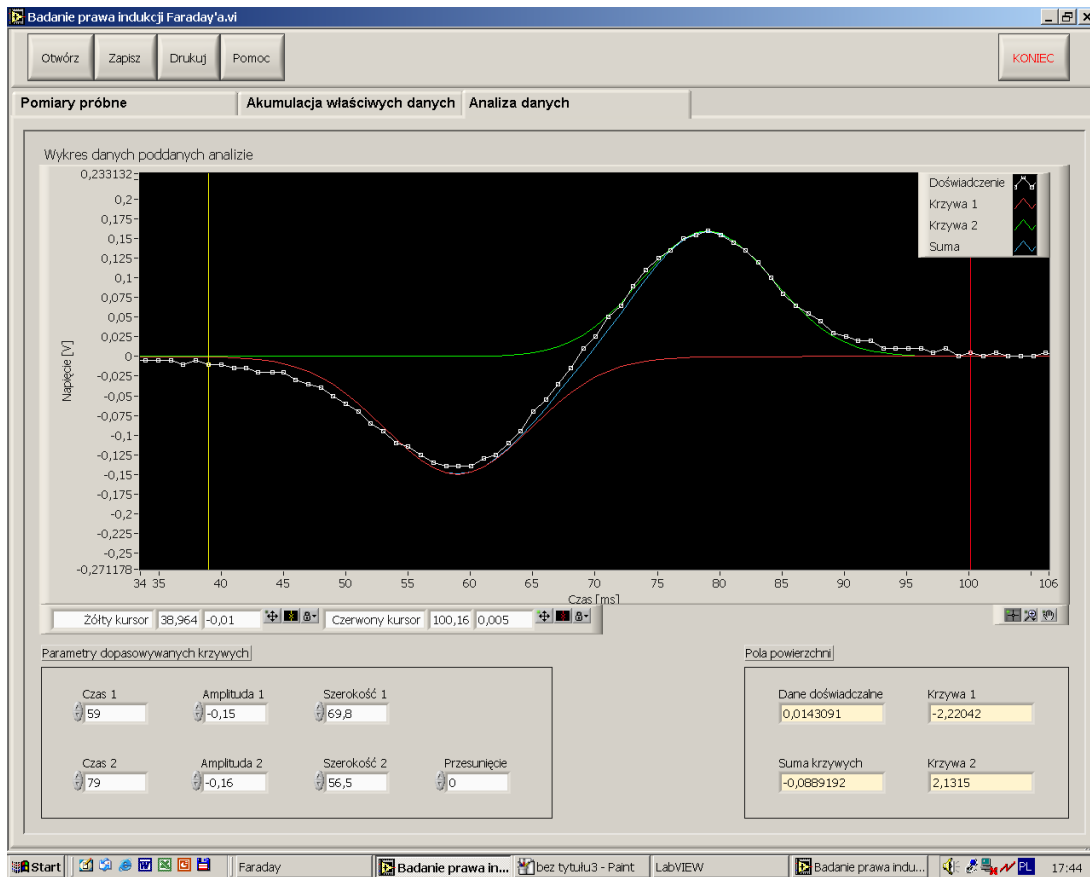 Badanie prawa indukcji Faraday'a.vi
Otwórz Zapisz Drukuj Pomoc KONIEC
Pomiary próbne Akumulacja właściwych danych Analiza danych
Wykres danych poddanych analizie
Doświadczenie
Krzywa 1
Krzywa 2
Suma
Napięcie [V]
0,233132
0,2
0,175
0,15
0,125
0,1
0,075
0,05
0,025
0
-0,025
-0,05
-0,075
-0,1
-0,125
-0,15
-0,175
-0,2
-0,225
-0,25
-0,271178
34 35 40 45 50 55 60 65 70 75 80 85 90 95 100 106
Czas [ms]
Żółty kursor 38,964 -0,01 Czerwony kursor 100,16 0,005
Parametry dopasowywanych krzywych
Czas 1 Amplituda 1 Szerokość 1
59 -0,15 69,8
Czas 2 Amplituda 2 Szerokość 2 Przesunięcie
79 -0,16 56,5 0
Pola powierzchni
Dane doświadczalne Krzywa 1
0,0143091 -2,22042
Suma krzywych Krzywa 2
-0,0889192 2,1315
Start Faraday Badanie prawa in... bez tytułu3 - Paint LabVIEW Badanie prawa indu... PL 17:44